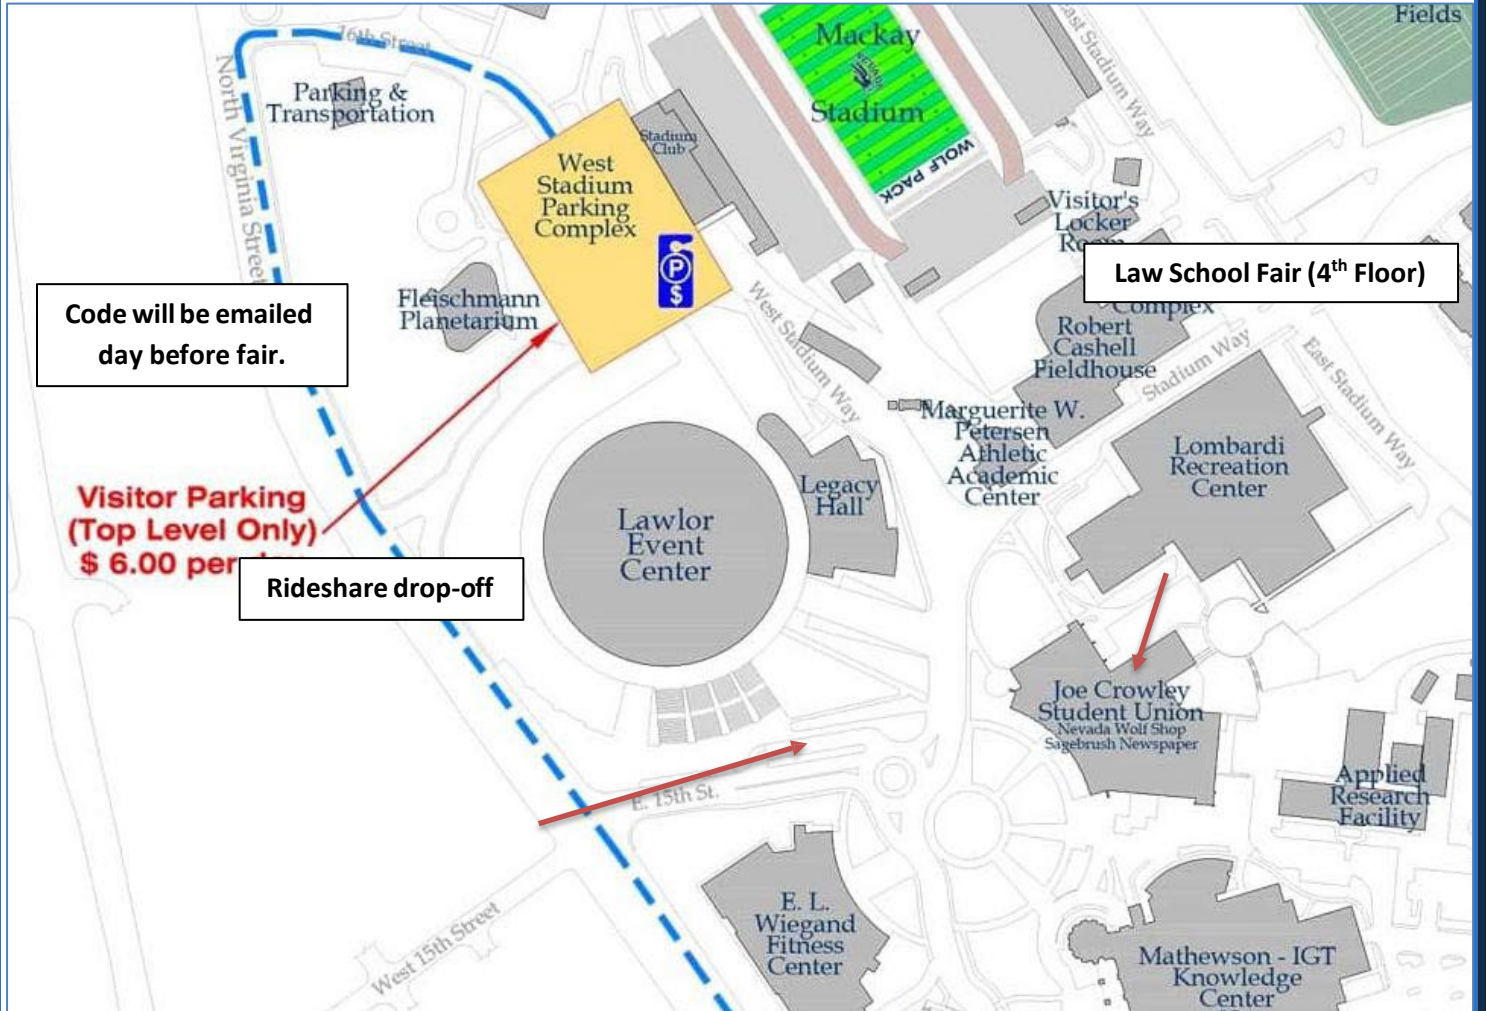 Fields
16th Street
Mackay
Stadium
NEVADA
WOLF PACK
East Stadium Way
North Virginia Street
Parking &
Transportation
Stadium
Club
West
Stadium
Parking
Complex
P
$
Visitor's
Locker
Room
Law School Fair (4th Floor)
Complex
Robert
Cashell
Fieldhouse
Code will be emailed
day before fair.
Fleischmann
Planetarium
West Stadium Way
Stadium Way
East Stadium Way
Marguerite W.
Petersen
Athletic
Academic
Center
Lombardi
Recreation
Center
Visitor Parking
(Top Level Only)
$ 6.00 per
Rideshare drop-off
Lawlor
Event
Center
Legacy
Hall
Joe Crowley
Student Union
Nevada Wolf Shop
Sagebrush Newspaper
E. 15th St.
Applied
Research
Facility
West 15th Street
E. L.
Wiegand
Fitness
Center
Mathewson - IGT
Knowledge
Center